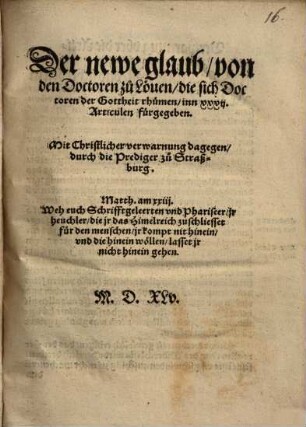 16.
Der newe glaub / von
den Doctoren zů Löuen / die sich Doc
toren der Gottheit rhümen / inn xxxij.
Articulen fürgegeben.
Mit Christlicher verwarnung dagegen /
durch die Prediger zů Straß-
burg.
Matth. am xxiij.
Weh euch Schrifftgelerten vnd Phariseer / jr
heuchler / die jr das Himelreich zuschliesset
für den menschen / jr kompt nit hinein /
vnd die hinein wöllen / lasset jr
nicht hinein gehen.
M. D. XLv.